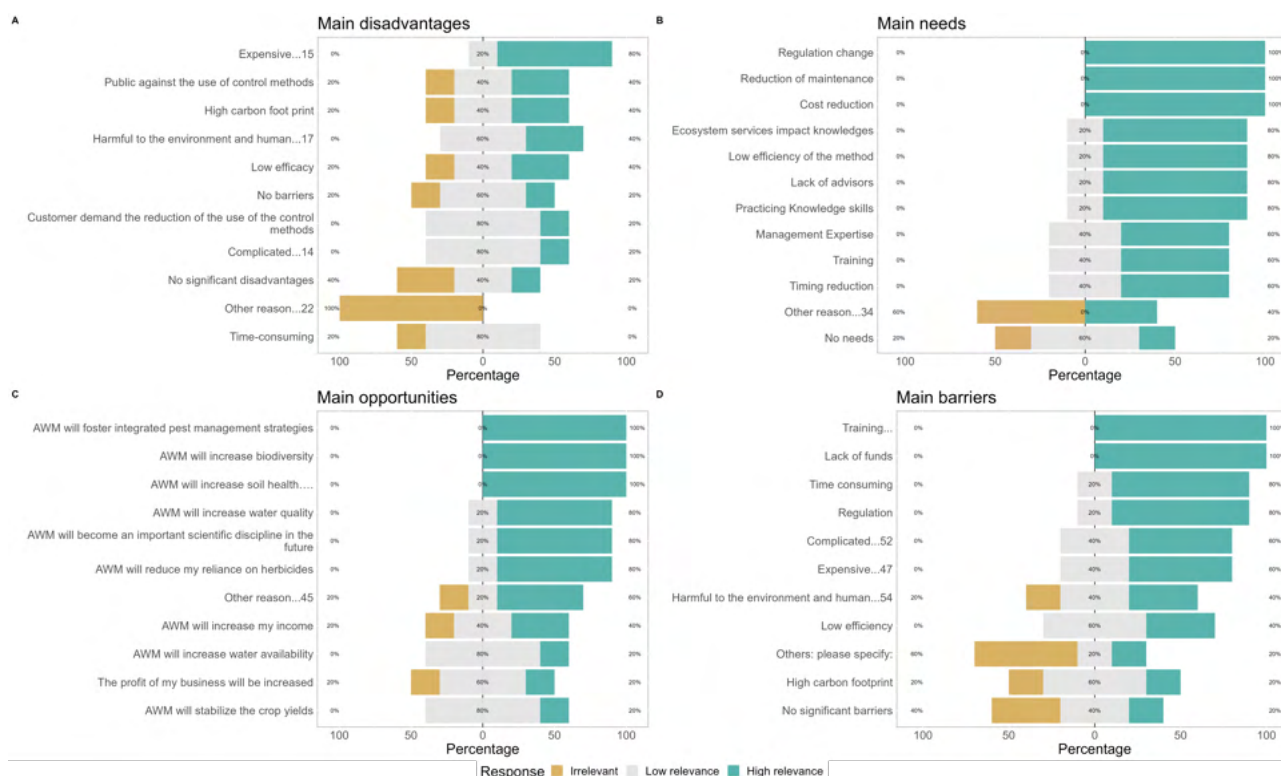 A
Main disadvantages
Expensive...15 0% 20% 80%
Public against the use of control methods 20% 40% 40%
High carbon foot print 20% 40% 40%
Harmful to the environment and human...17 0% 60% 40%
Low efficacy 20% 40% 40%
No barriers 20% 60% 20%
Customer demand the reduction of the use of the control
methods 0% 80% 20%
Complicated...14 0% 80% 20%
No significant disadvantages 40% 40% 20%
Other reason...22 100% 0% 0%
Time-consuming 20% 80% 0%
100 50 0 50 100
Percentage
B
Main needs
Regulation change 0% 0% 100%
Reduction of maintenance 0% 0% 100%
Cost reduction 0% 0% 100%
Ecosystem services impact knowledges 0% 20% 80%
Low efficiency of the method 0% 20% 80%
Lack of advisors 0% 20% 80%
Practicing Knowledge skills 0% 20% 80%
Management Expertise 0% 40% 60%
Training 0% 40% 60%
Timing reduction 0% 40% 60%
Other reason...34 60% 0% 40%
No needs 20% 60% 20%
100 50 0 50 100
Percentage
C
Main opportunities
AWM will foster integrated pest management strategies 0% 0% 100%
AWM will increase biodiversity 0% 0% 100%
AWM will increase soil health.... 0% 0% 100%
AWM will increase water quality 0% 20% 80%
AWM will become an important scientific discipline in the
future 0% 20% 80%
AWM will reduce my reliance on herbicides 0% 20% 80%
Other reason...45 20% 20% 60%
AWM will increase my income 20% 40% 40%
AWM will increase water availability 0% 80% 20%
The profit of my business will be increased 20% 60% 20%
AWM will stabilize the crop yields 0% 80% 20%
100 50 0 50 100
Percentage
D
Main barriers
Training... 0% 0% 100%
Lack of funds 0% 0% 100%
Time consuming 0% 20% 80%
Regulation 0% 20% 80%
Complicated...52 0% 40% 60%
Expensive...47 0% 40% 60%
Harmful to the environment and human...54 20% 40% 40%
Low efficiency 0% 60% 40%
Others: please specify: 60% 20% 20%
High carbon footprint 20% 60% 20%
No significant barriers 40% 40% 20%
100 50 0 50 100
Percentage
Response Irrelevant Low relevance High relevance